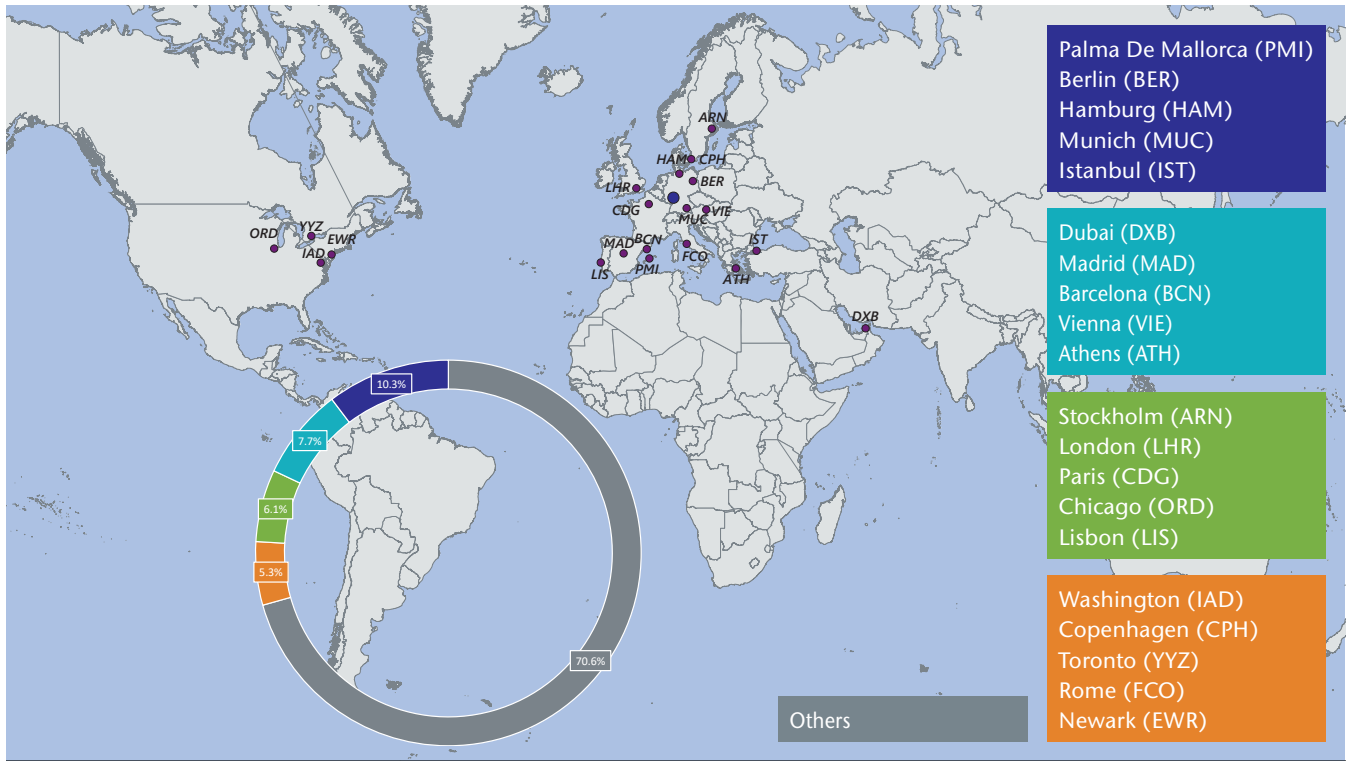 ARN
HAM
CPH
LHR
BER
CDG
MUC
VIE
ORD
YYZ
EWR
IAD
MAD
BCN
IST
LIS
PMI
FCO
ATH
DXB
10.3%
7.7%
6.1%
5.3%
70.6%
Palma De Mallorca (PMI)
Berlin (BER)
Hamburg (HAM)
Munich (MUC)
Istanbul (IST)
Dubai (DXB)
Madrid (MAD)
Barcelona (BCN)
Vienna (VIE)
Athens (ATH)
Stockholm (ARN)
London (LHR)
Paris (CDG)
Chicago (ORD)
Lisbon (LIS)
Washington (IAD)
Copenhagen (CPH)
Toronto (YYZ)
Rome (FCO)
Newark (EWR)
Others